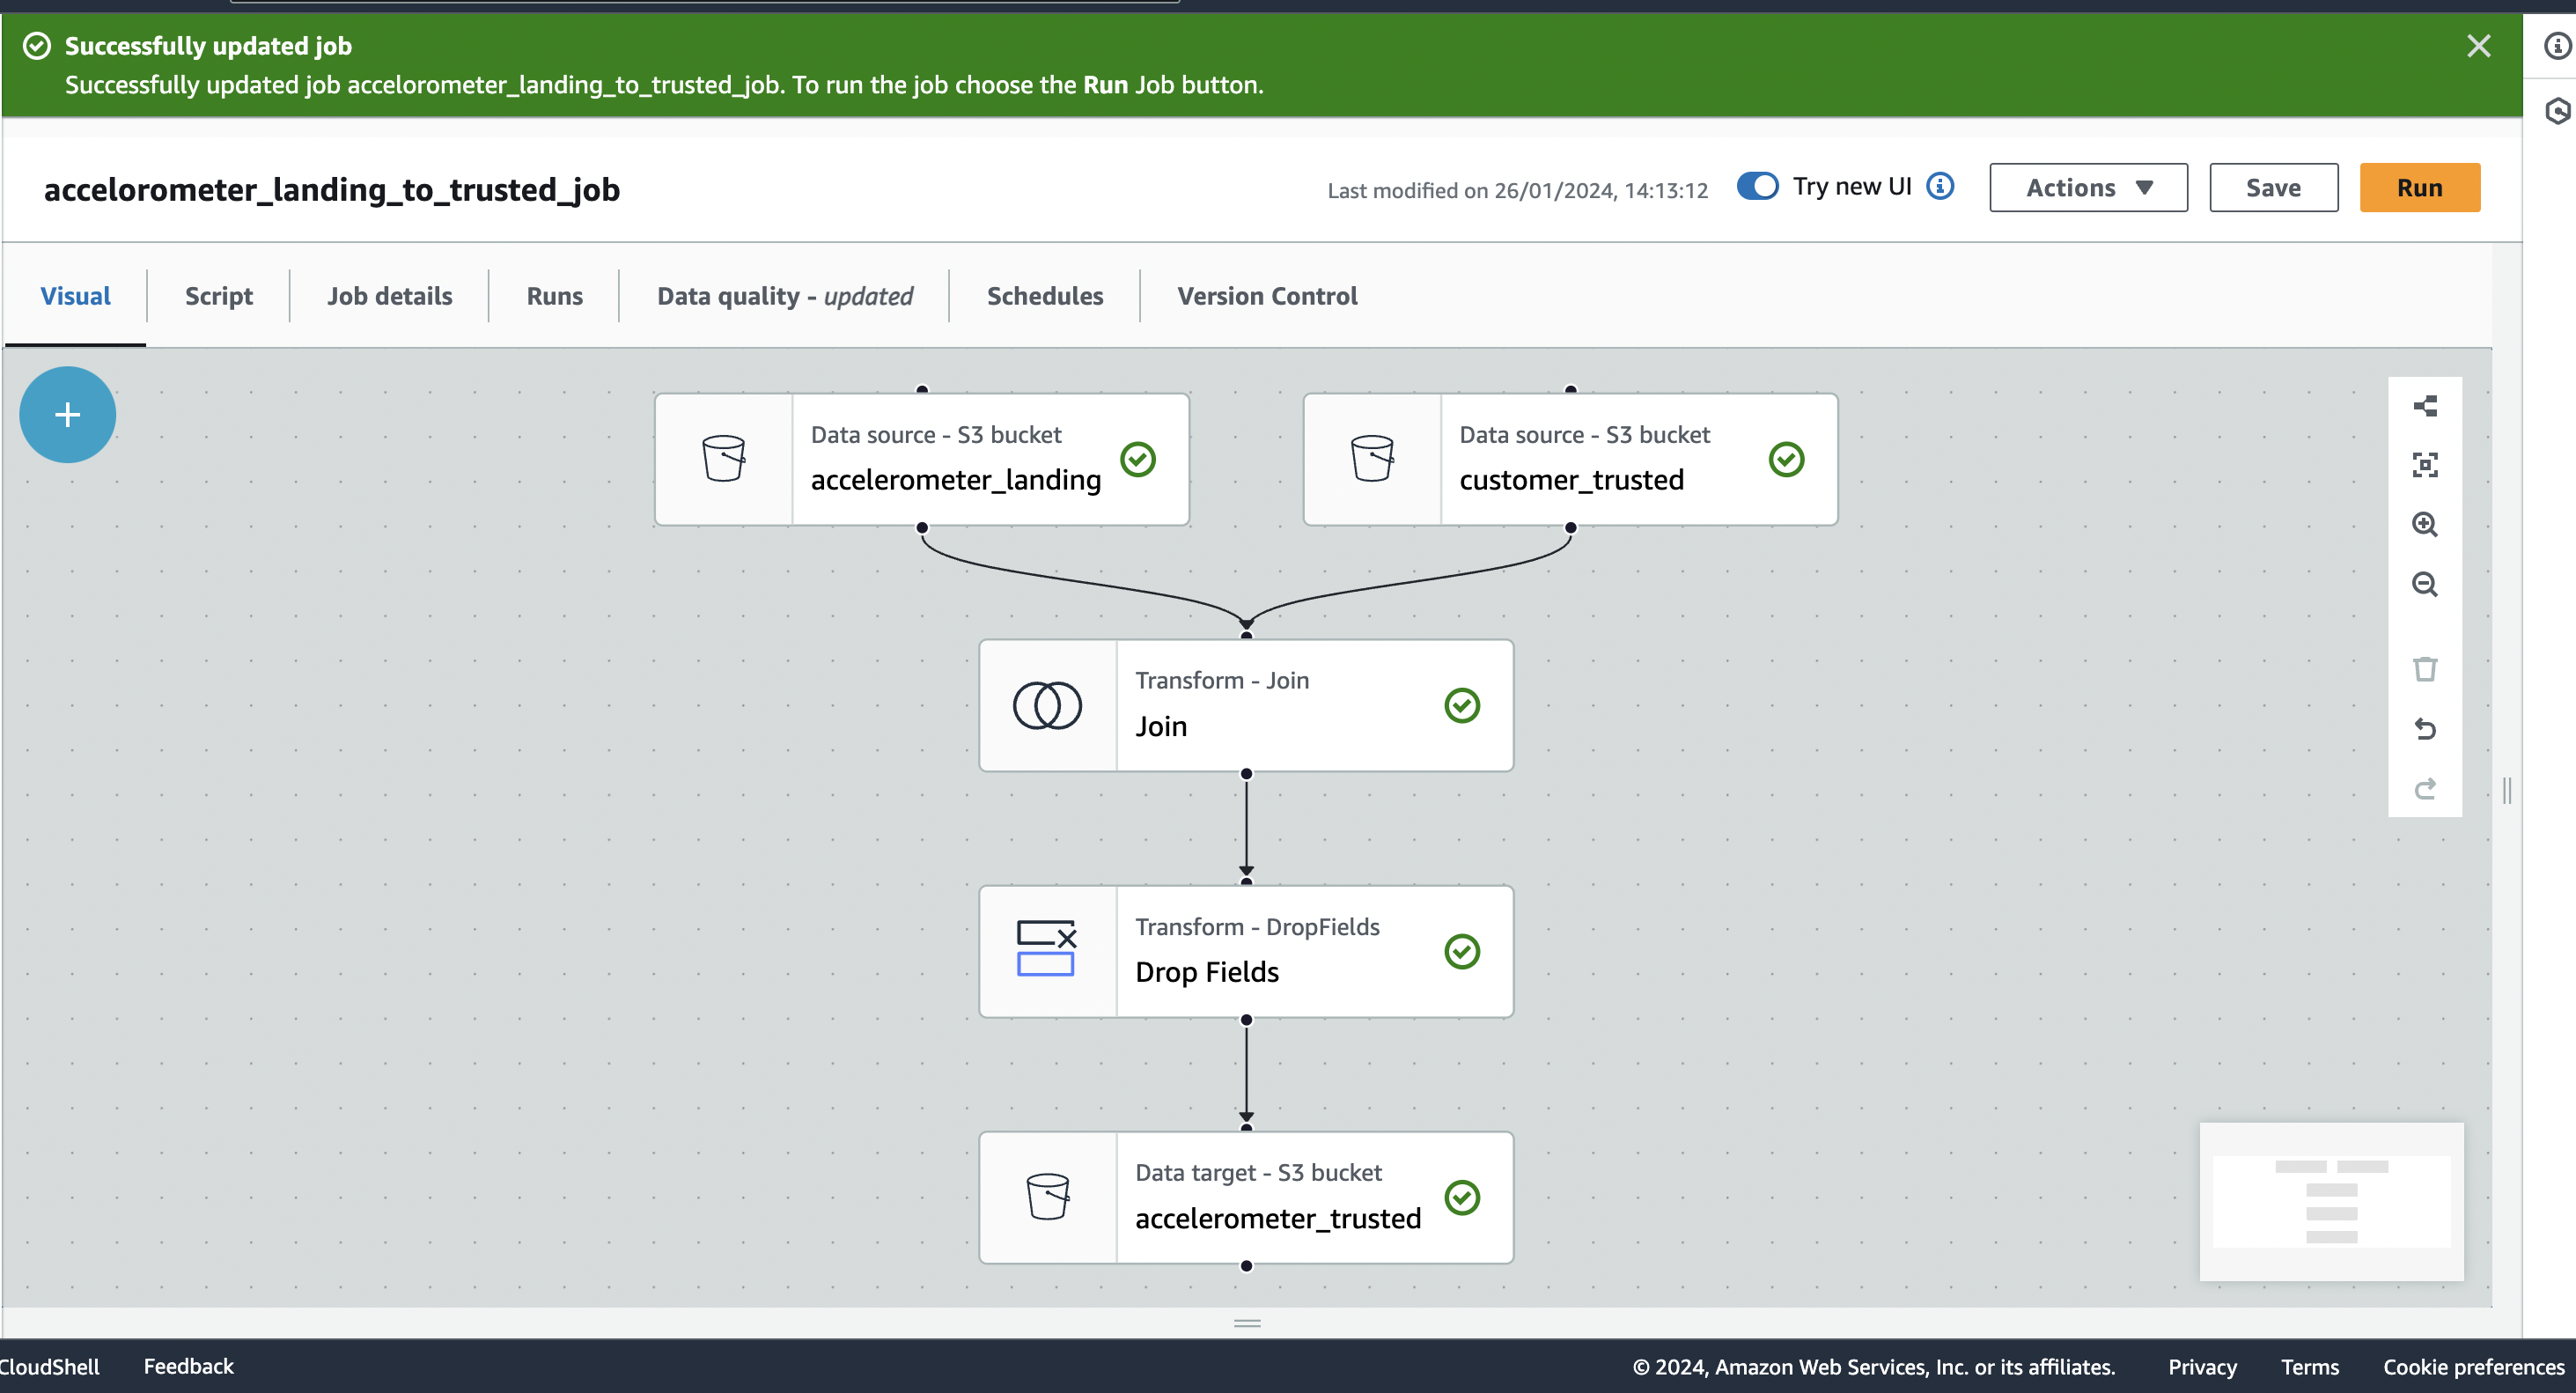 Successfully updated job
Successfully updated job accelorometer_landing_to_trusted_job. To run the job choose the Run Job button.
accelorometer_landing_to_trusted_job
Last modified on 26/01/2024, 14:13:12
Try new UI
Actions
Save
Run
Visual
Script
Job details
Runs
Data quality - updated
Schedules
Version Control
Data source - S3 bucket
accelerometer_landing
Data source - S3 bucket
customer_trusted
Transform - Join
Join
Transform - DropFields
Drop Fields
Data target - S3 bucket
accelerometer_trusted
CloudShell
Feedback
© 2024, Amazon Web Services, Inc. or its affiliates.
Privacy
Terms
Cookie preferences